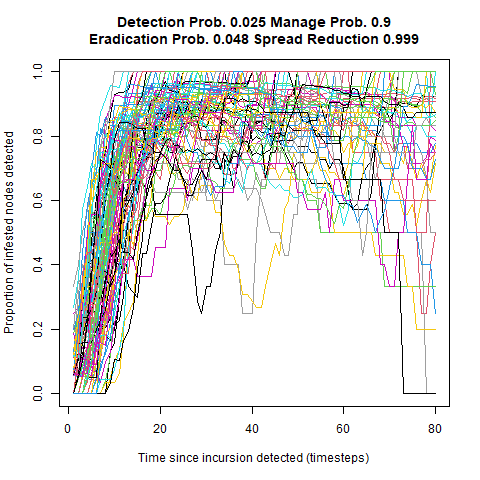 Detection Prob. 0.025 Manage Prob. 0.9
Eradication Prob. 0.048 Spread Reduction 0.999
Proportion of infested nodes detected
1.0
0.8
0.6
0.4
0.2
0.0
0 20 40 60 80
Time since incursion detected (timesteps)